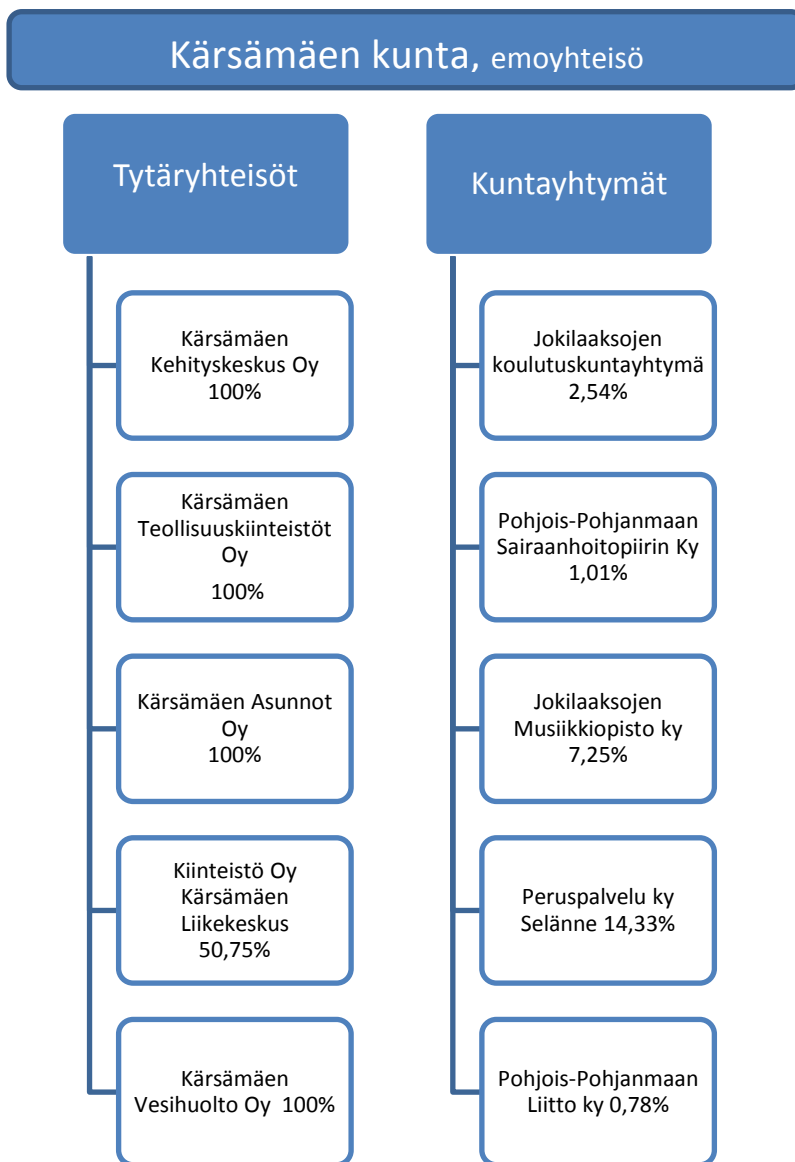 Kärsämäen kunta, emoyhteisö
Tytäryhteisöt
Kärsämäen
Kehityskeskus Oy
100%
Kärsämäen
Teollisuuskiinteistöt
Oy
100%
Kärsämäen Asunnot
Oy
100%
Kiinteistö Oy
Kärsämäen
Liikekeskus
50,75%
Kärsämäen
Vesihuolto Oy 100%
Kuntayhtymät
Jokilaaksojen
koulutuskuntayhtymä
2,54%
Pohjois-Pohjanmaan
Sairaanhoitopiirin Ky
1,01%
Jokilaaksojen
Musiikkiopisto ky
7,25%
Peruspalvelu ky
Selänne 14,33%
Pohjois-Pohjanmaan
Liitto ky 0,78%